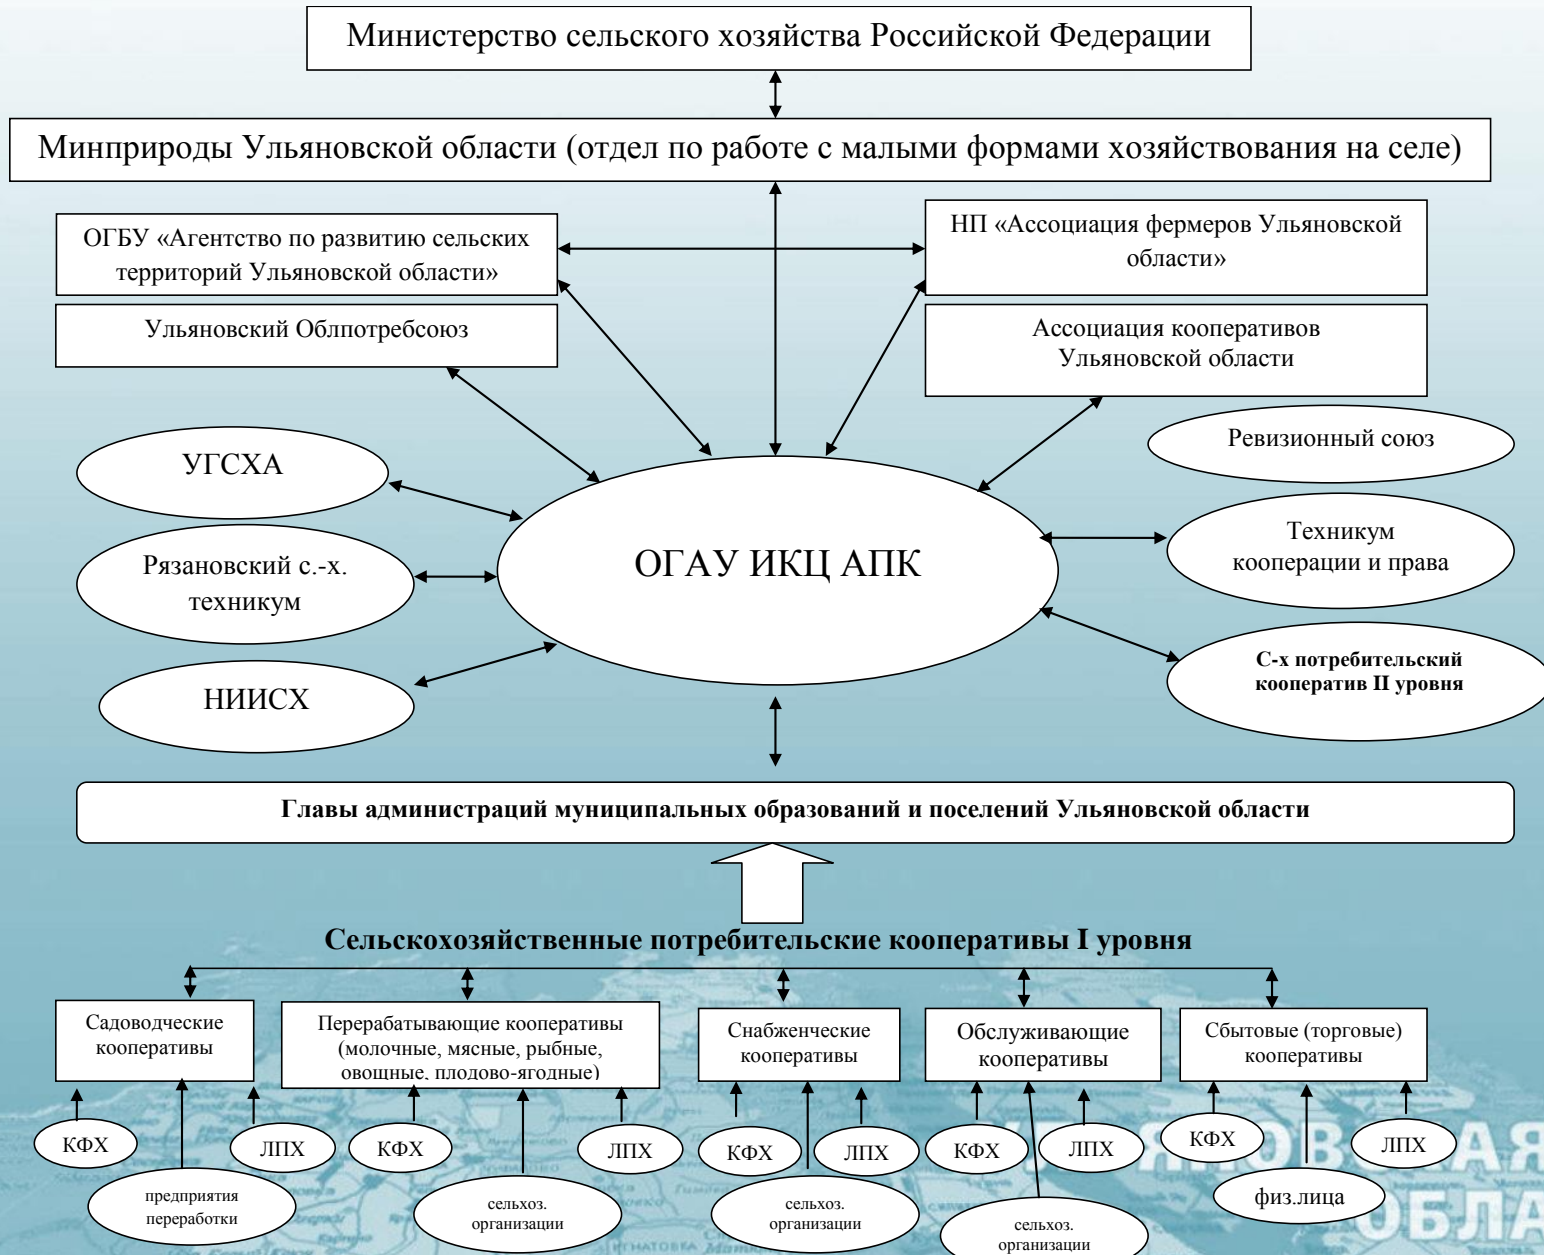 Министерство сельского хозяйства Российской Федерации
Минприроды Ульяновской области (отдел по работе с малыми формами хозяйствования на селе)
ОГБУ «Агентство по развитию сельских
территорий Ульяновской области»
НП «Ассоциация фермеров Ульяновской
области»
Ульяновский Облпотребсоюз
Ассоциация кооперативов
Ульяновской области
УГСХА
Ревизионный союз
Рязановский с.-х.
техникум
ОГАУ ИКЦ АПК
Техникум
кооперации и права
НИИСХ
С-х потребительский
кооператив II уровня
Главы администраций муниципальных образований и поселений Ульяновской области
Сельскохозяйственные потребительские кооперативы I уровня
Садоводческие
кооперативы
Перерабатывающие кооперативы
(молочные, мясные, рыбные,
овощные, плодово-ягодные)
Снабженческие
кооперативы
Обслуживающие
кооперативы
Сбытовые (торговые)
кооперативы
КФХ
ЛПХ
КФХ
ЛПХ
КФХ
ЛПХ
КФХ
ЛПХ
КФХ
ЛПХ
предприятия
переработки
сельхоз.
организации
сельхоз.
организации
сельхоз.
организации
физ.лица